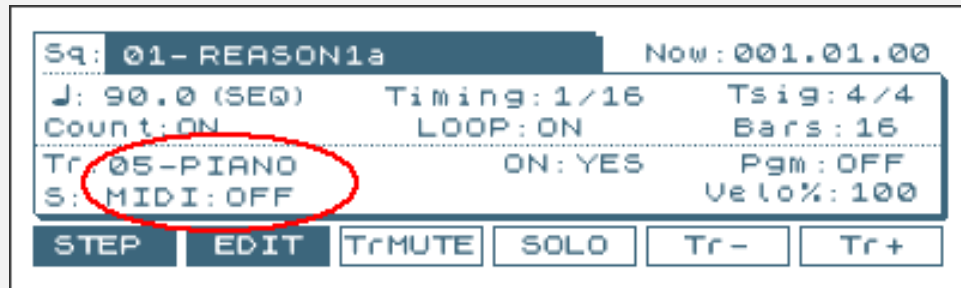 Sq: 01-REASON1a Now:001.01.00
♩: 90.0 (SEQ) Timing:1/16 Tsig:4/4
Count:ON LOOP:ON Bars:16
Tr:05-PIANO ON:YES Pgm:OFF
S: MIDI:OFF Velo%:100
STEP EDIT TrMUTE SOLO Tr- Tr+